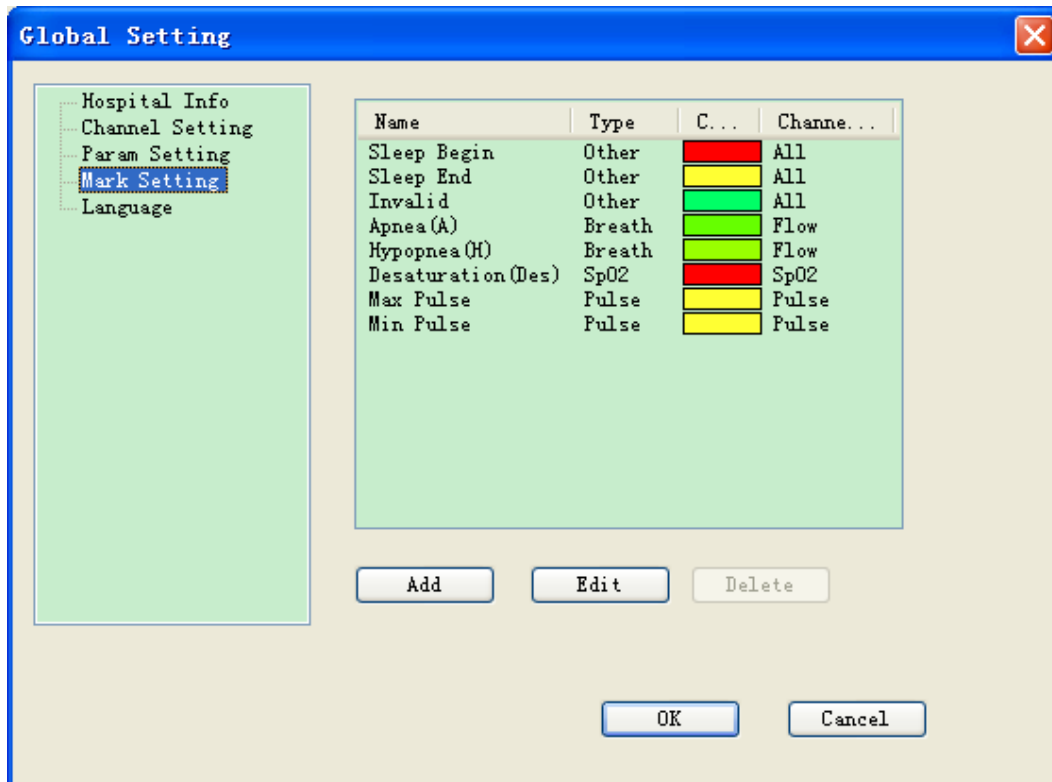 Global Setting
Hospital Info
Channel Setting
Param Setting
Mark Setting
Language
Name Type C... Channe...
Sleep Begin Other All
Sleep End Other All
Invalid Other All
Apnea(A) Breath Flow
Hypopnea(H) Breath Flow
Desaturation(Des) SpO2 SpO2
Max Pulse Pulse Pulse
Min Pulse Pulse Pulse
Add Edit Delete
OK Cancel